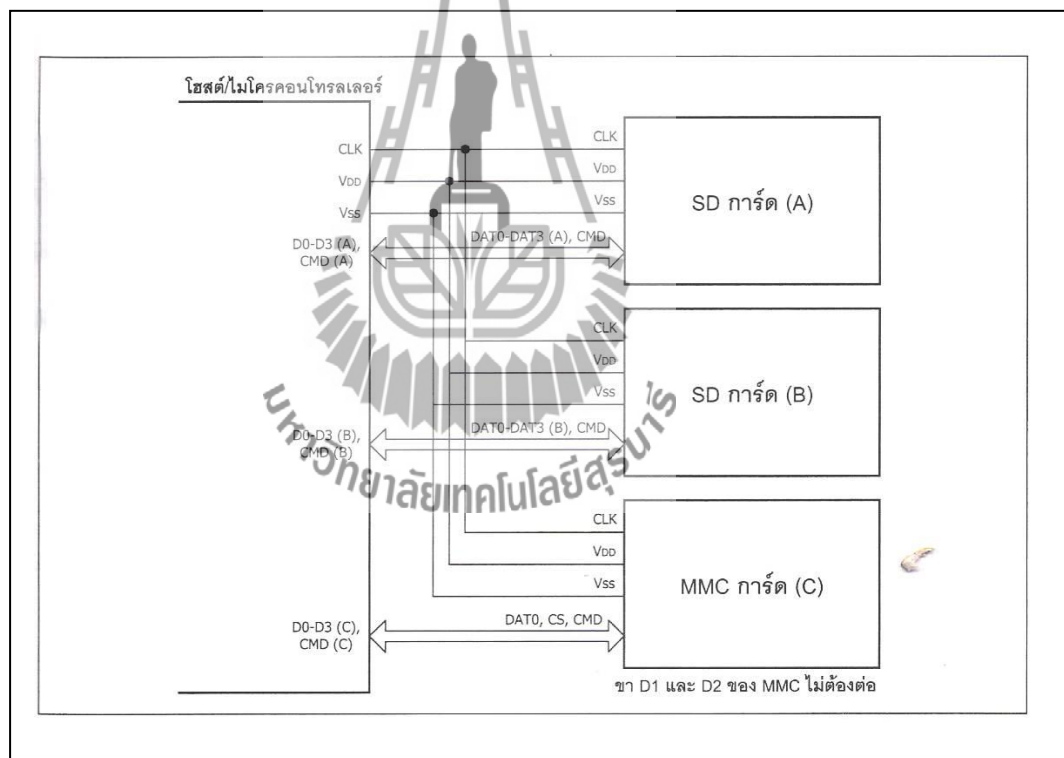 โฮสต์/ไมโครคอนโทรลเลอร์
CLK
VDD
VSS
D0-D3 (A),
CMD (A)
CLK
VDD
VSS
DAT0-DAT3 (A), CMD
SD การ์ด (A)
CLK
VDD
VSS
DAT0-DAT3 (B), CMD
D0-D3 (B),
CMD (B)
SD การ์ด (B)
มหาวิทยาลัยเทคโนโลยีสุรนารี
CLK
VDD
VSS
DAT0, CS, CMD
D0-D3 (C),
CMD (C)
MMC การ์ด (C)
ขา D1 และ D2 ของ MMC ไม่ต้องต่อ